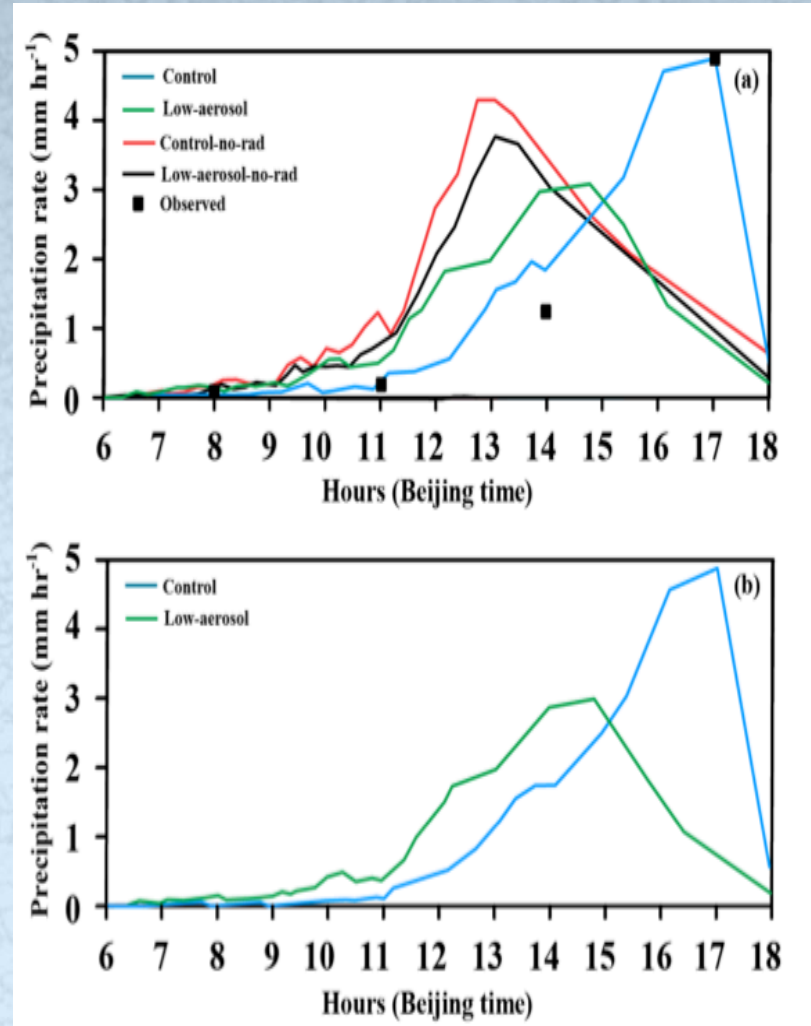 (a)
Control
Low-aerosol
Control-no-rad
Low-aerosol-no-rad
Observed
Precipitation rate (mm hr⁻¹)
5
4
3
2
1
0
6 7 8 9 10 11 12 13 14 15 16 17 18
Hours (Beijing time)
(b)
Control
Low-aerosol
Precipitation rate (mm hr⁻¹)
5
4
3
2
1
0
6 7 8 9 10 11 12 13 14 15 16 17 18
Hours (Beijing time)